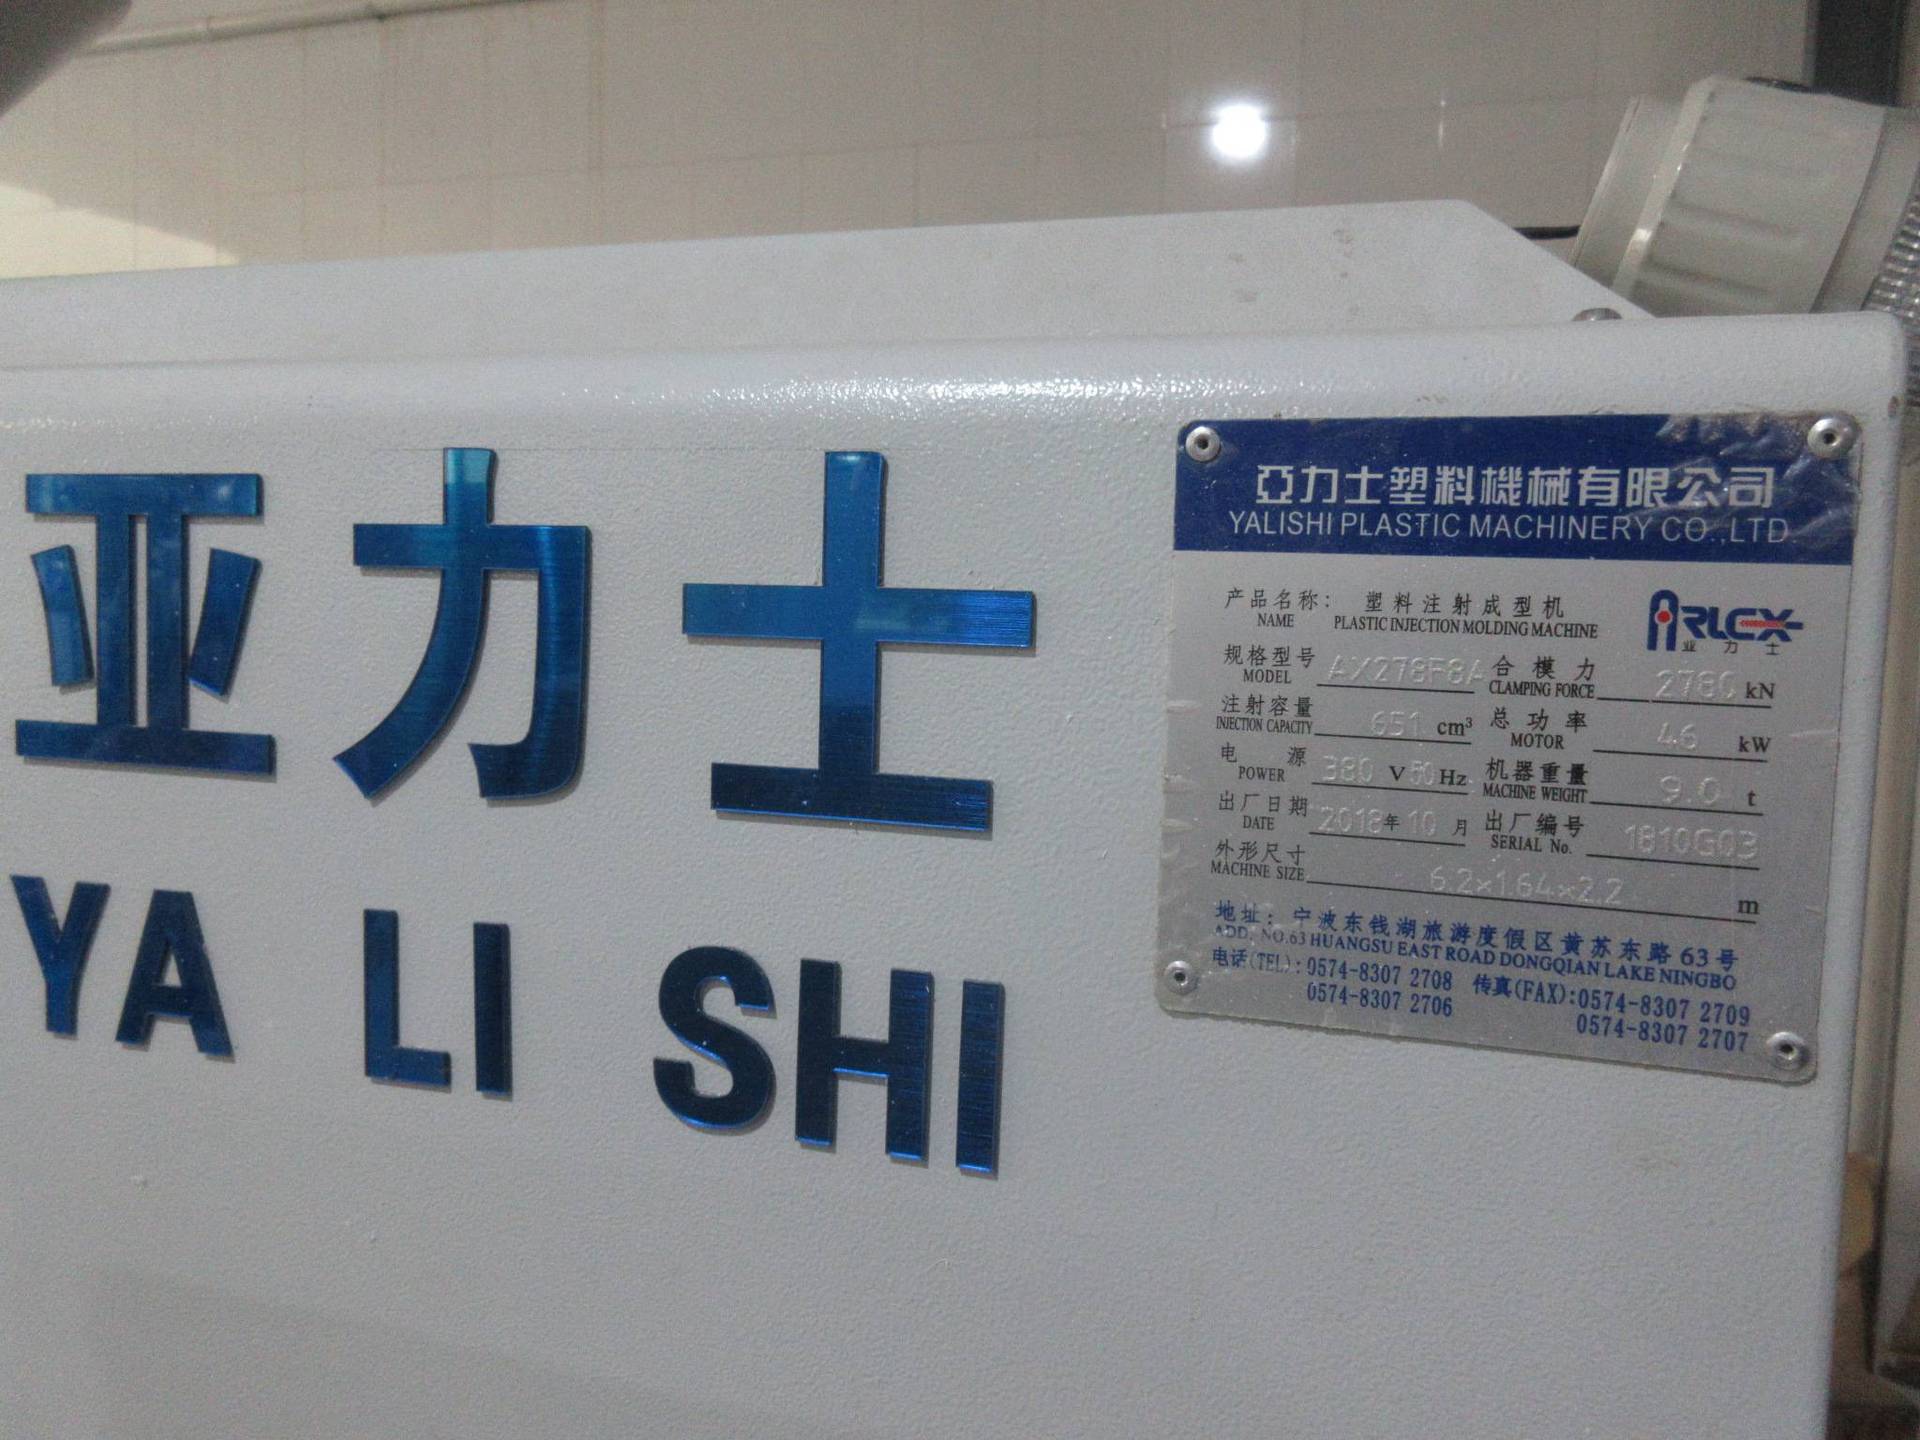 亚力士
YA LI SHI
亞力士塑料機械有限公司
YALISHI PLASTIC MACHINERY CO.,LTD.
产品名称: 塑料注射成型机
NAME PLASTIC INJECTION MOLDING MACHINE
ARLCX
亚力士
规格型号 AX278F8A 合模力 2780 kN
MODEL CLAMPING FORCE
注射容量 651 cm³ 总功率 46 kW
INJECTION CAPACITY MOTOR
电源 380 V 50 Hz 机器重量 9.0 t
POWER MACHINE WEIGHT
出厂日期 2018 年 10 月 出厂编号 1810G03
DATE SERIAL No.
外形尺寸 6.2×1.64×2.2 m
MACHINE SIZE
地址: 宁波东钱湖旅游度假区黄苏东路63号
ADD. NO.63 HUANGSU EAST ROAD DONGQIAN LAKE NINGBO
电话(TEL): 0574-8307 2708 传真(FAX):0574-8307 2709
0574-8307 2706 0574-8307 2707